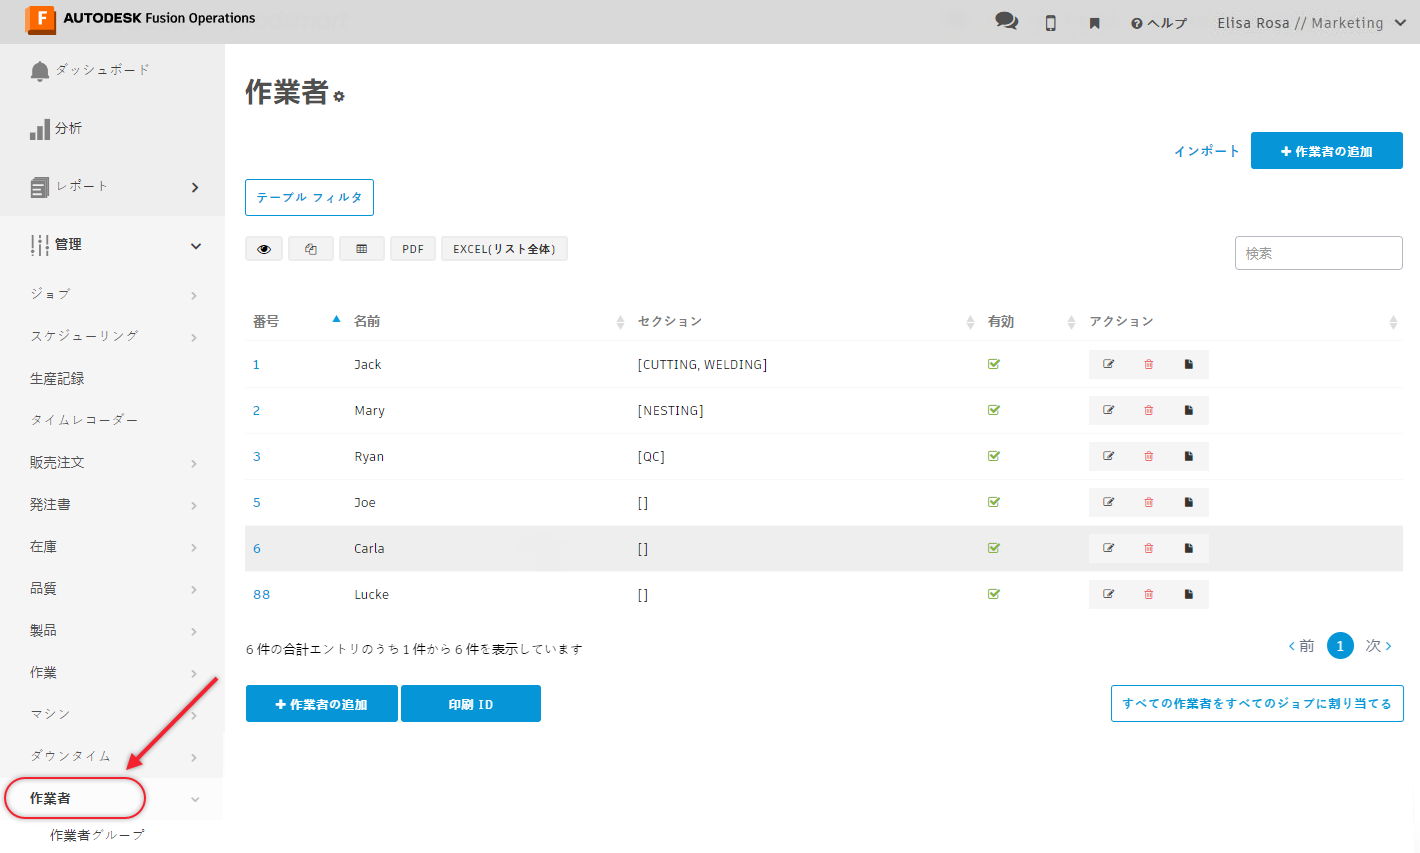 AUTODESK Fusion Operations
ヘルプ
Elisa Rosa // Marketing
ダッシュボード
分析
レポート
管理
ジョブ
スケジューリング
生産記録
タイムレコーダー
販売注文
発注書
在庫
品質
製品
作業
マシン
ダウンタイム
作業者
作業者グループ
作業者
インポート
作業者の追加
テーブル フィルタ
PDF
EXCEL(リスト全体)
検索
番号 名前 セクション 有効 アクション
1 Jack [CUTTING, WELDING]
2 Mary [NESTING]
3 Ryan [QC]
5 Joe []
6 Carla []
88 Lucke []
6 件の合計エントリのうち 1 件から 6 件を表示しています
前 1 次
作業者の追加
印刷 ID
すべての作業者をすべてのジョブに割り当てる